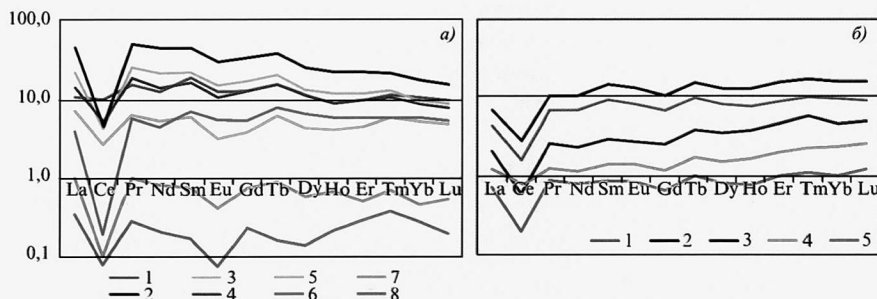 100,0
10,0
1,0
0,1
а)
La Ce Pr Nd Sm Eu Gd Tb Dy Ho Er Tm Yb Lu
1 3 5 7
2 4 6 8
б)
La Ce Pr Nd Sm Eu Gd Tb Dy Ho Er Tm Yb Lu
1 2 3 4 5